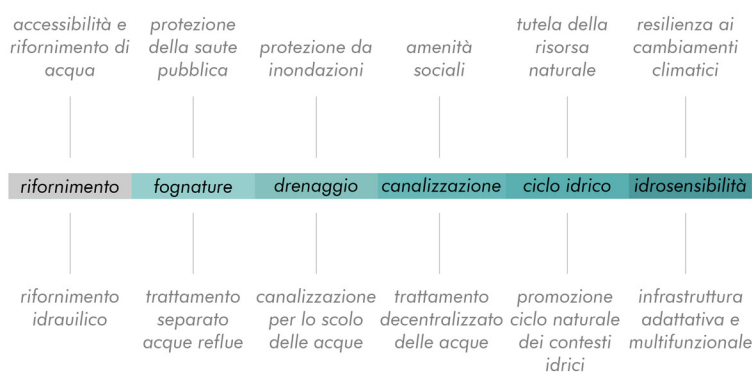 accessibilità e
rifornimento di
acqua
protezione
della saute
pubblica
protezione da
inondazioni
amenità
sociali
tutela della
risorsa
naturale
resilienza ai
cambiamenti
climatici
rifornimento
fognature
drenaggio
canalizzazione
ciclo idrico
idrosensibilità
rifornimento
idrauilico
trattamento
separato
acque reflue
canalizzazione
per lo scolo
delle acque
trattamento
decentralizzato
delle acque
promozione
ciclo naturale
dei contesti
idrici
infrastruttura
adattativa e
multifunzionale